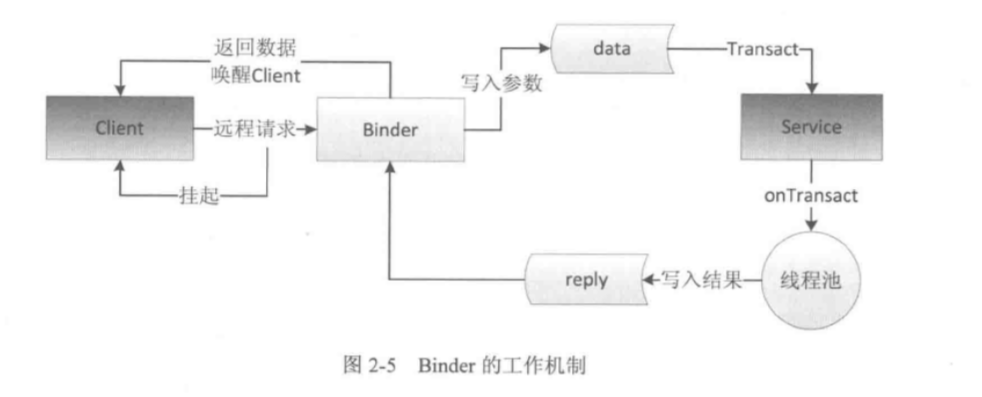 返回数据
唤醒Client
Client
远程请求
挂起
Binder
写入参数
data
Transact
Service
onTransact
线程池
写入结果
reply
图 2-5 Binder 的工作机制